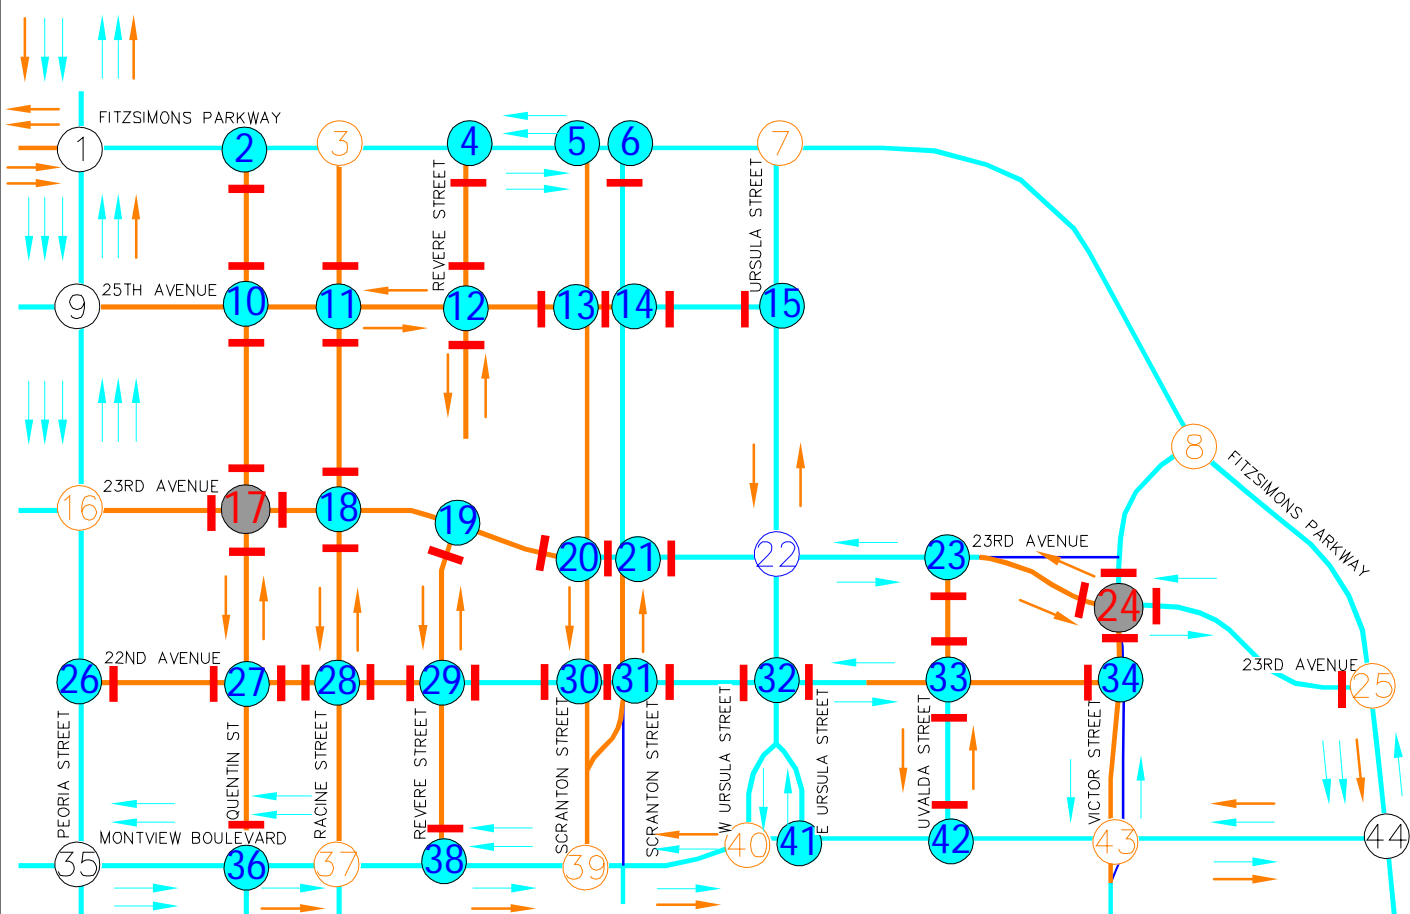 FITZSIMONS PARKWAY
1
2
3
4
5
6
7
REVERE STREET
URSULA STREET
25TH AVENUE
9
10
11
12
13
14
15
8
FITZSIMONS PARKWAY
23RD AVENUE
16
17
18
19
20
21
22
23
23RD AVENUE
24
22ND AVENUE
23RD AVENUE
26
27
28
29
30
31
32
33
34
25
PEORIA STREET
QUENTIN ST
RACINE STREET
REVERE STREET
SCRANTON STREET
SCRANTON STREET
W URSULA STREET
E URSULA STREET
UVALDA STREET
VICTOR STREET
MONTVIEW BOULEVARD
35
36
37
38
39
40
41
42
43
44